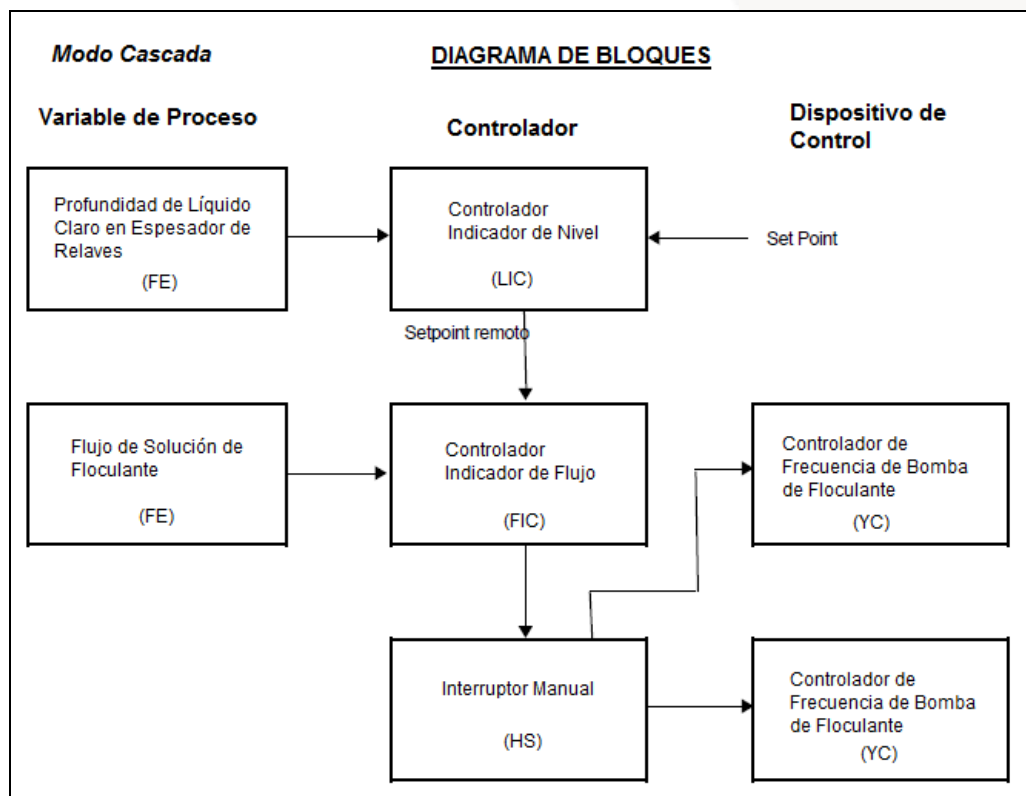 Modo Cascada
DIAGRAMA DE BLOQUES
Variable de Proceso
Controlador
Dispositivo de
Control
Profundidad de Líquido
Claro en Espesador de
Relaves
(FE)
Controlador
Indicador de Nivel
(LIC)
Set Point
Setpoint remoto
Flujo de Solución de
Floculante
(FE)
Controlador
Indicador de Flujo
(FIC)
Controlador de
Frecuencia de Bomba
de Floculante
(YC)
Interruptor Manual
(HS)
Controlador de
Frecuencia de Bomba
de Floculante
(YC)